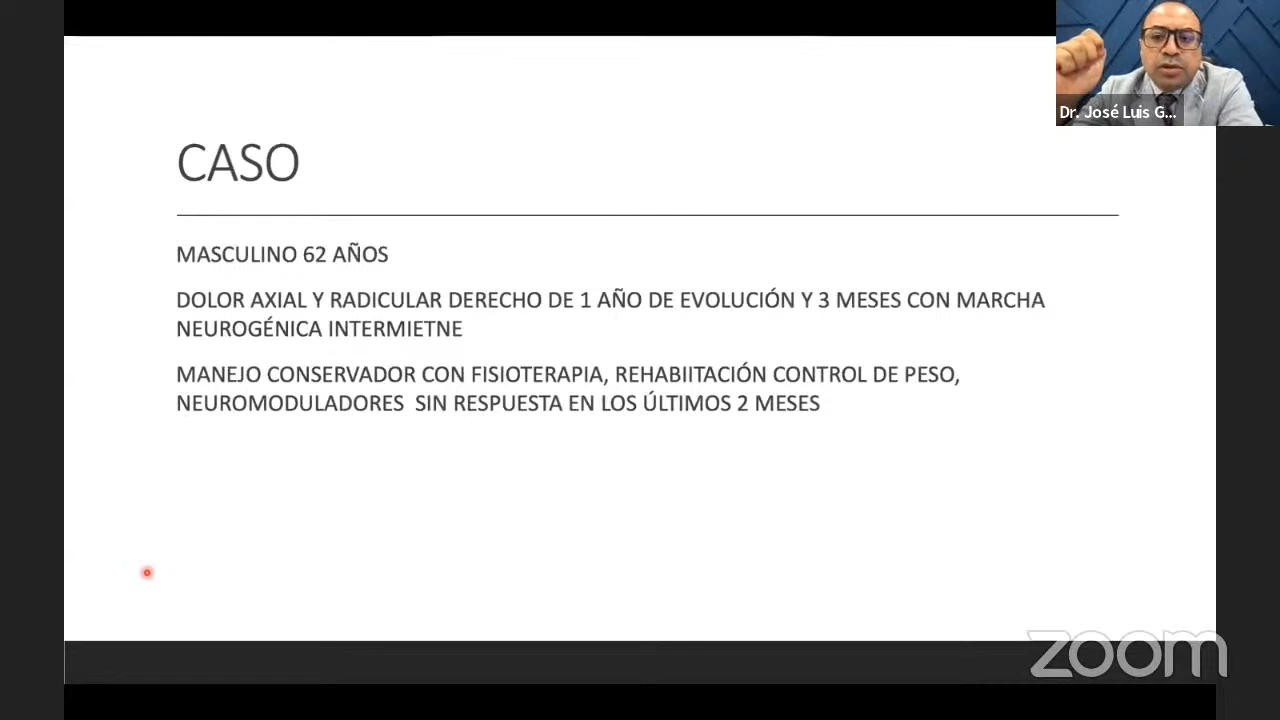 Dr. José Luis G...
CASO
MASCULINO 62 AÑOS
DOLOR AXIAL Y RADICULAR DERECHO DE 1 AÑO DE EVOLUCIÓN Y 3 MESES CON MARCHA
NEUROGÉNICA INTERMIETNE
MANEJO CONSERVADOR CON FISIOTERAPIA, REHABIITACIÓN CONTROL DE PESO,
NEUROMODULADORES SIN RESPUESTA EN LOS ÚLTIMOS 2 MESES
zoom